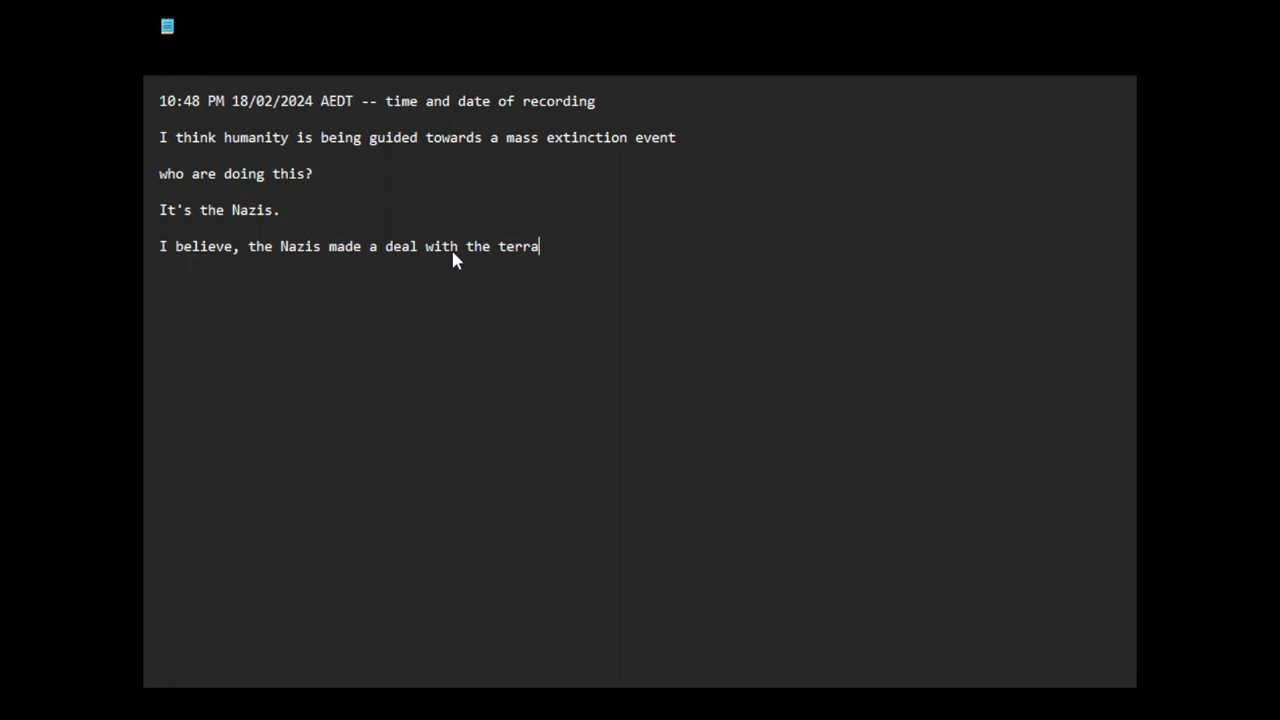 10:48 PM 18/02/2024 AEDT -- time and date of recording
I think humanity is being guided towards a mass extinction event
who are doing this?
It's the Nazis.
I believe, the Nazis made a deal with the terra